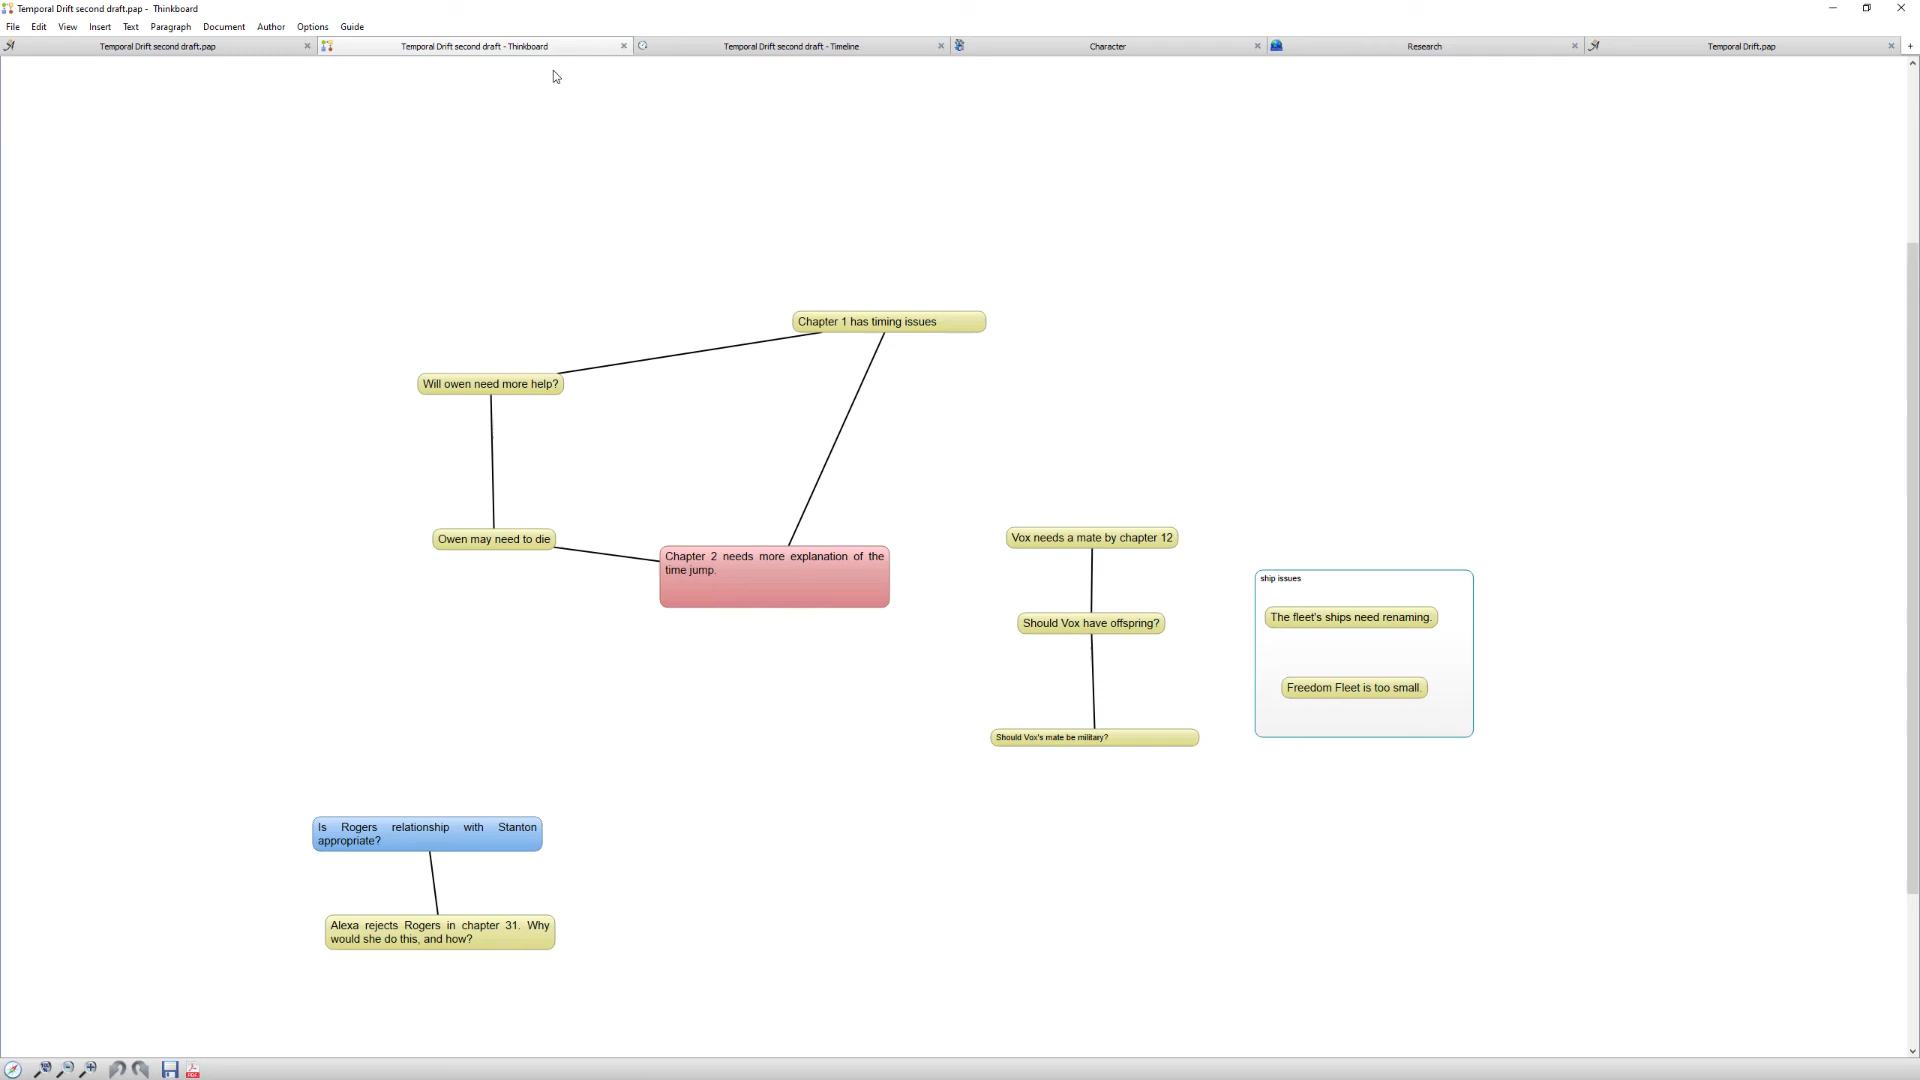 Temporal Drift second draft.pap - Thinkboard
File Edit View Insert Text Paragraph Document Author Options Guide
Temporal Drift second draft.pap
Temporal Drift second draft - Thinkboard
Temporal Drift second draft - Timeline
Character
Research
Temporal Drift.pap
Chapter 1 has timing issues
Will owen need more help?
Owen may need to die
Chapter 2 needs more explanation of the
time jump.
Vox needs a mate by chapter 12
Should Vox have offspring?
Should Vox's mate be military?
ship issues
The fleet's ships need renaming.
Freedom Fleet is too small.
Is Rogers relationship with Stanton
appropriate?
Alexa rejects Rogers in chapter 31. Why
would she do this, and how?